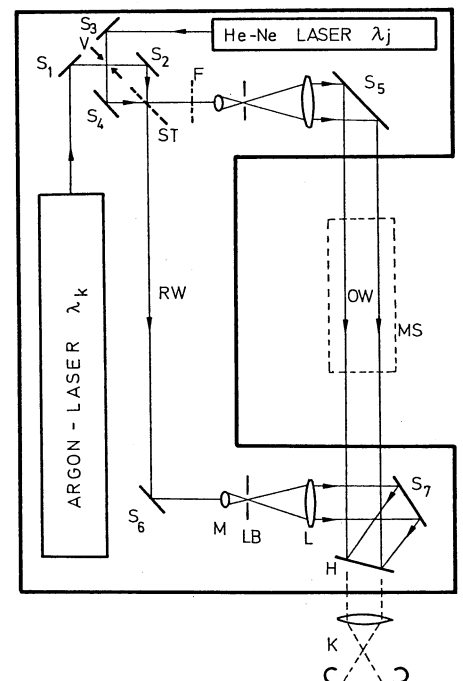 He-Ne LASER λj
S3
V
S1
S2
S4
ST
F
S5
ARGON-LASER λk
RW
OW
MS
S6
M
LB
L
S7
H
K